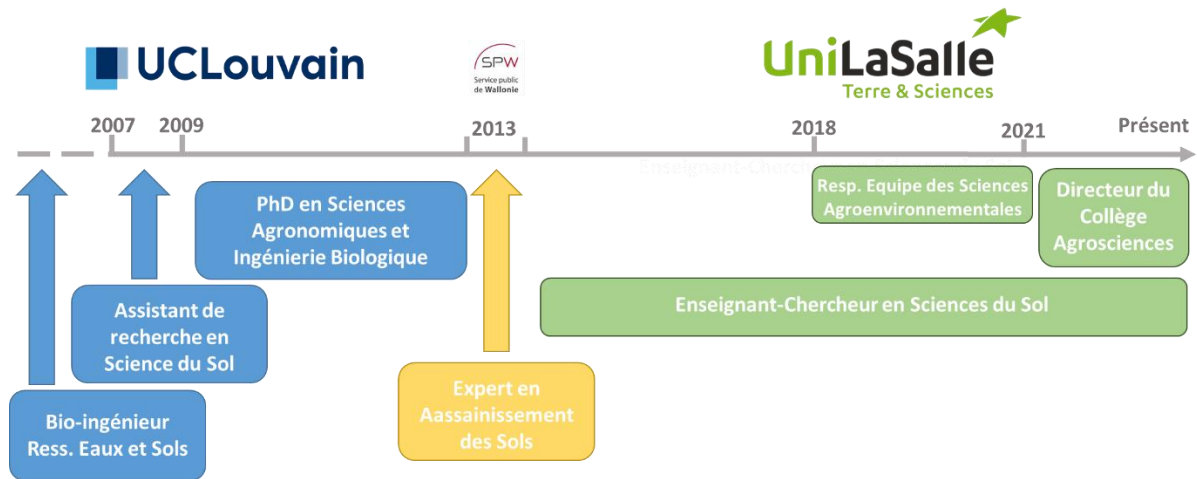 UCLouvain
SPW
Service public
de Wallonie
UniLaSalle
Terre & Sciences
2007
2009
2013
2018
2021
Présent
Enseignant-Cherch
Resp. Equipe des Sciences
Agroenvironnementales
Directeur du
Collège
Agrosciences
PhD en Sciences
Agronomiques et
Ingénierie Biologique
Enseignant-Chercheur en Sciences du Sol
Assistant de
recherche en
Science du Sol
Expert en
Aassainissement
des Sols
Bio-ingénieur
Ress. Eaux et Sols